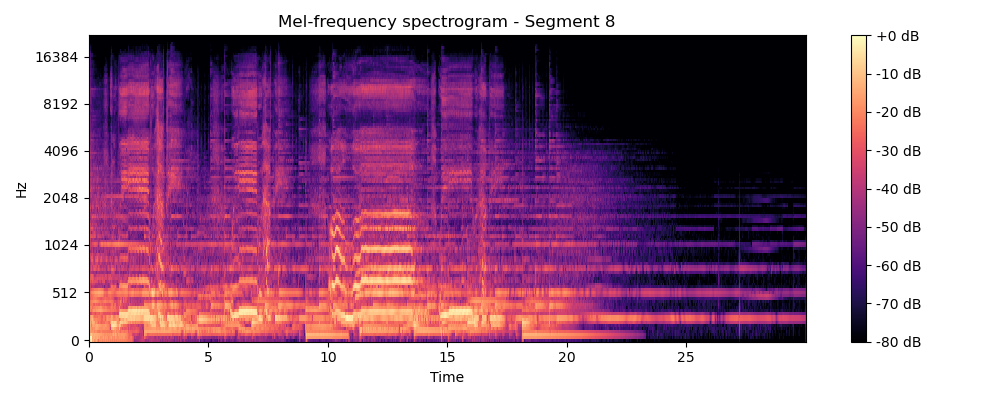 Mel-frequency spectrogram - Segment 8
Hz
16384
8192
4096
2048
1024
512
0
0 5 10 15 20 25
Time
+0 dB
-10 dB
-20 dB
-30 dB
-40 dB
-50 dB
-60 dB
-70 dB
-80 dB